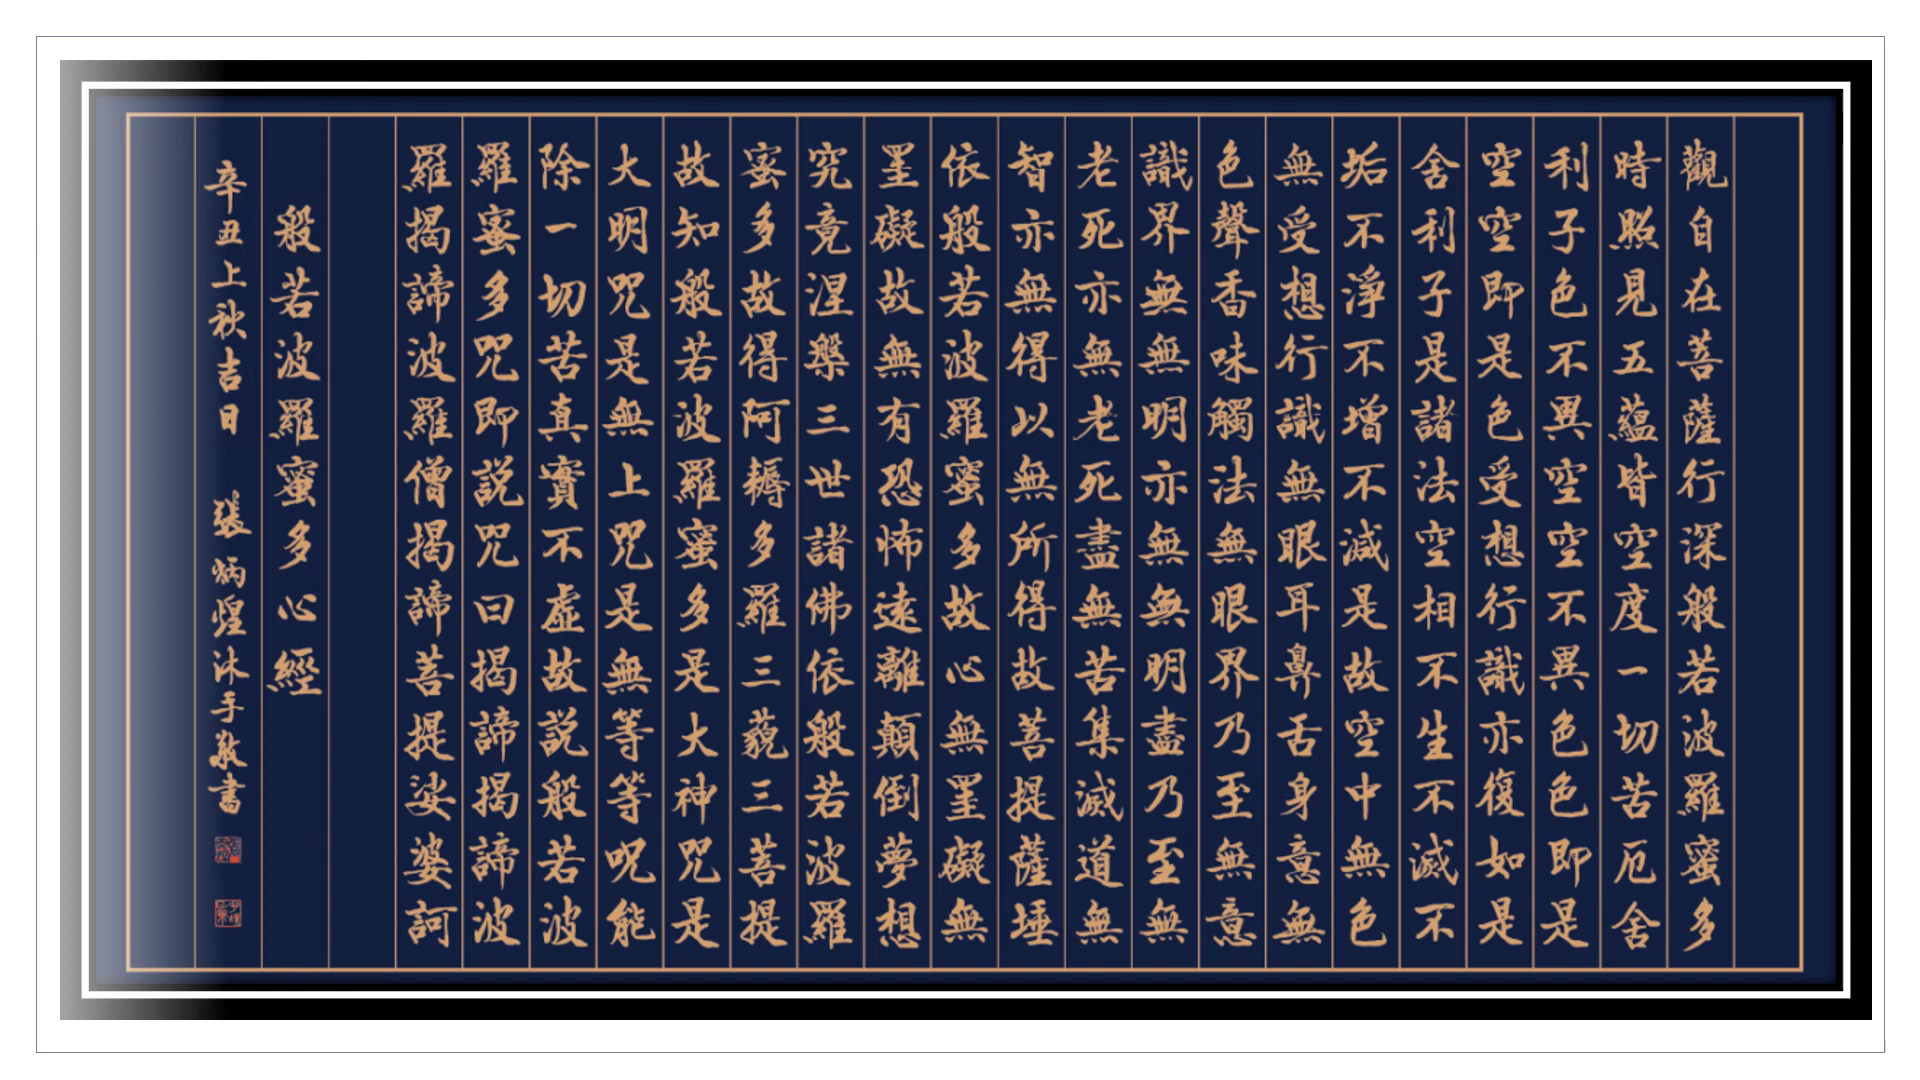 觀自在菩薩行深般若波羅蜜多
時照見五蘊皆空度一切苦厄舍
利子色不異空空不異色色即是
空空即是色受想行識亦復如是
舍利子是諸法空相不生不滅不
垢不淨不增不減是故空中無色
無受想行識無眼耳鼻舌身意無
色聲香味觸法無眼界乃至無意
識界無無明亦無無明盡乃至無
老死亦無老死盡無苦集滅道無
智亦無得以無所得故菩提薩埵
依般若波羅蜜多故心無罣礙無
罣礙故無有恐怖遠離顛倒夢想
究竟涅槃三世諸佛依般若波羅
蜜多故得阿耨多羅三藐三菩提
故知般若波羅蜜多是大神咒是
大明咒是無上咒是無等等呪能
除一切苦真實不虛故説般若波
羅蜜多咒即説咒曰揭諦揭諦波
羅揭諦波羅僧揭諦菩提娑婆訶
般若波羅蜜多心經
辛丑上秋吉日 張炳煌沐手敬書